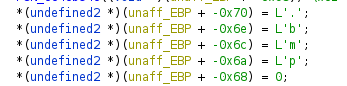 *(undefined2 *)(unaff_EBP + -0x70) = L'.';
*(undefined2 *)(unaff_EBP + -0x6e) = L'b';
*(undefined2 *)(unaff_EBP + -0x6c) = L'm';
*(undefined2 *)(unaff_EBP + -0x6a) = L'p';
*(undefined2 *)(unaff_EBP + -0x68) = 0;